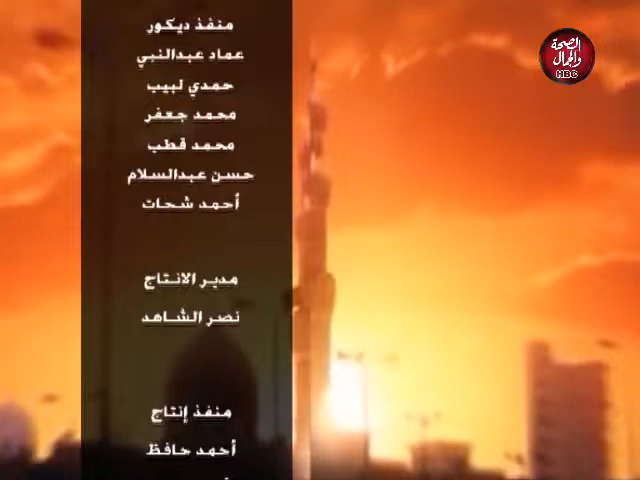 منفذ ديكور
عماد عبدالنبي
حمدي لبيب
محمد جعفر
محمد قطب
حسن عبدالسلام
أحمد شحات
مدير الانتاج
نصر الشاهد
منفذ إنتاج
أحمد حافظ
الصحة
والجمال
MBC